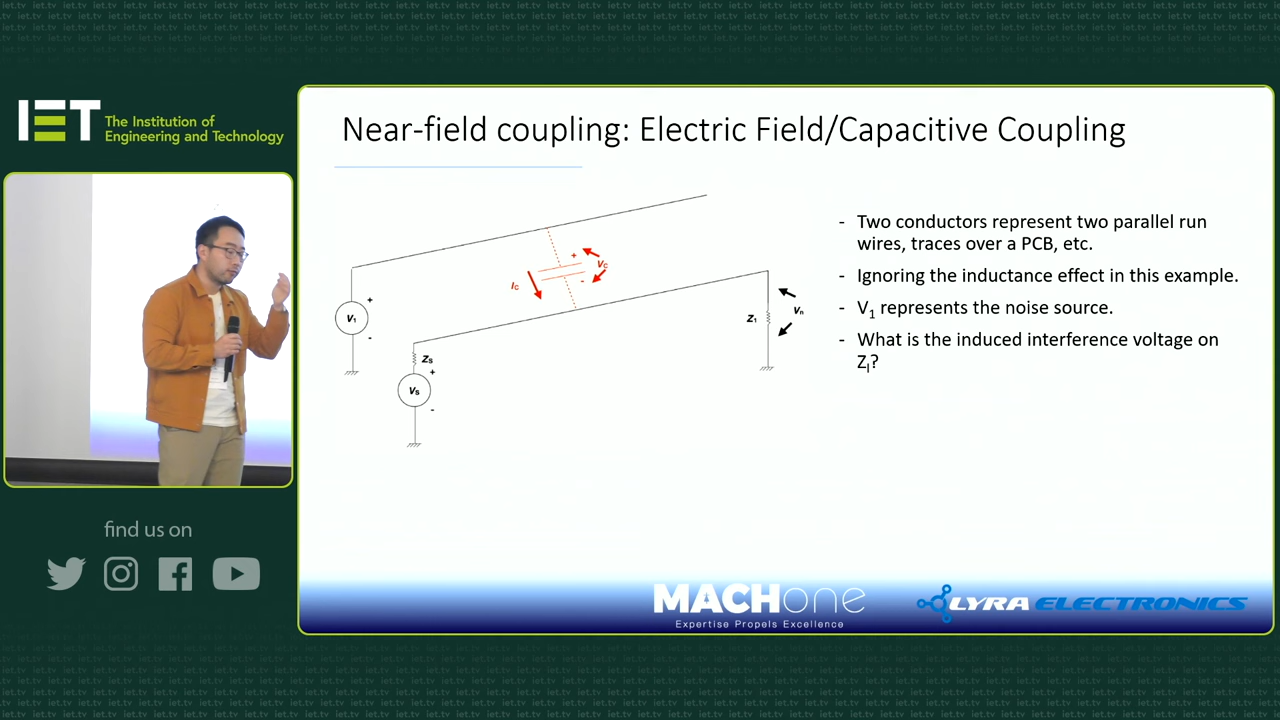 IET
The Institution of
Engineering and Technology
Near-field coupling: Electric Field/Capacitive Coupling
- Two conductors represent two parallel run
wires, traces over a PCB, etc.
- Ignoring the inductance effect in this example.
- V1 represents the noise source.
- What is the induced interference voltage on
Zl?
+
V1
-
+
VC
-
IC
ZS
+
VS
-
Z1
Vn
find us on
MACHone
Expertise Propels Excellence
LYRA ELECTRONICS
iet.tv